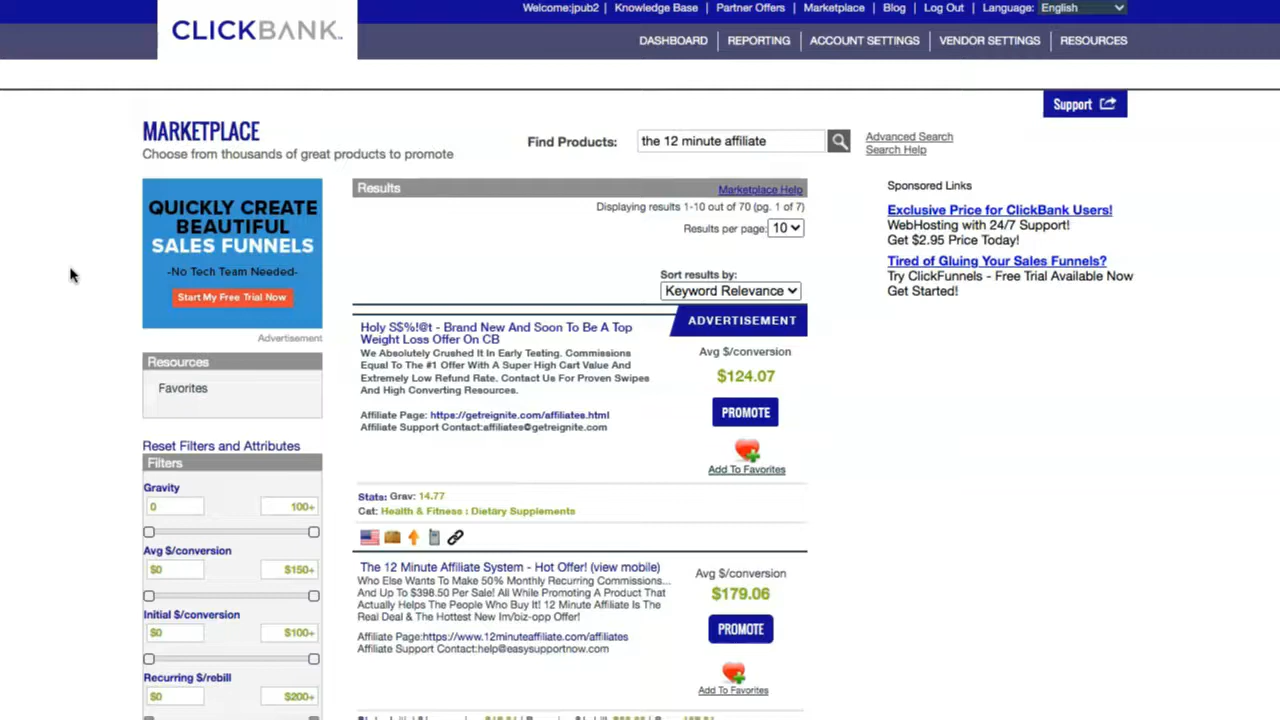 Welcome:jpub2 | Knowledge Base | Partner Offers | Marketplace | Blog | Log Out | Language: English
CLICKBANK™
DASHBOARD | REPORTING | ACCOUNT SETTINGS | VENDOR SETTINGS | RESOURCES
Support
MARKETPLACE
Choose from thousands of great products to promote
Find Products: the 12 minute affiliate
Advanced Search
Search Help
QUICKLY CREATE
BEAUTIFUL
SALES FUNNELS
-No Tech Team Needed-
Start My Free Trial Now
Advertisement
Resources
Favorites
Reset Filters and Attributes
Filters
Gravity
0 100+
Avg $/conversion
$0 $150+
Initial $/conversion
$0 $100+
Recurring $/rebill
$0 $200+
Results Marketplace Help
Displaying results 1-10 out of 70 (pg. 1 of 7)
Results per page: 10
Sort results by:
Keyword Relevance
ADVERTISEMENT
Holy S$%!@t - Brand New And Soon To Be A Top
Weight Loss Offer On CB
We Absolutely Crushed It In Early Testing. Commissions
Equal To The #1 Offer With A Super High Cart Value And
Extremely Low Refund Rate. Contact Us For Proven Swipes
And High Converting Resources.
Affiliate Page: https://getreignite.com/affiliates.html
Affiliate Support Contact:affiliates@getreignite.com
Avg $/conversion
$124.07
PROMOTE
Add To Favorites
Stats: Grav: 14.77
Cat: Health & Fitness : Dietary Supplements
The 12 Minute Affiliate System - Hot Offer! (view mobile)
Who Else Wants To Make 50% Monthly Recurring Commissions...
And Up To $398.50 Per Sale! All While Promoting A Product That
Actually Helps The People Who Buy It! 12 Minute Affiliate Is The
Real Deal & The Hottest New Im/biz-opp Offer!
Affiliate Page:https://www.12minuteaffiliate.com/affiliates
Affiliate Support Contact:help@easysupportnow.com
Avg $/conversion
$179.06
PROMOTE
Add To Favorites
Sponsored Links
Exclusive Price for ClickBank Users!
WebHosting with 24/7 Support!
Get $2.95 Price Today!
Tired of Gluing Your Sales Funnels?
Try ClickFunnels - Free Trial Available Now
Get Started!